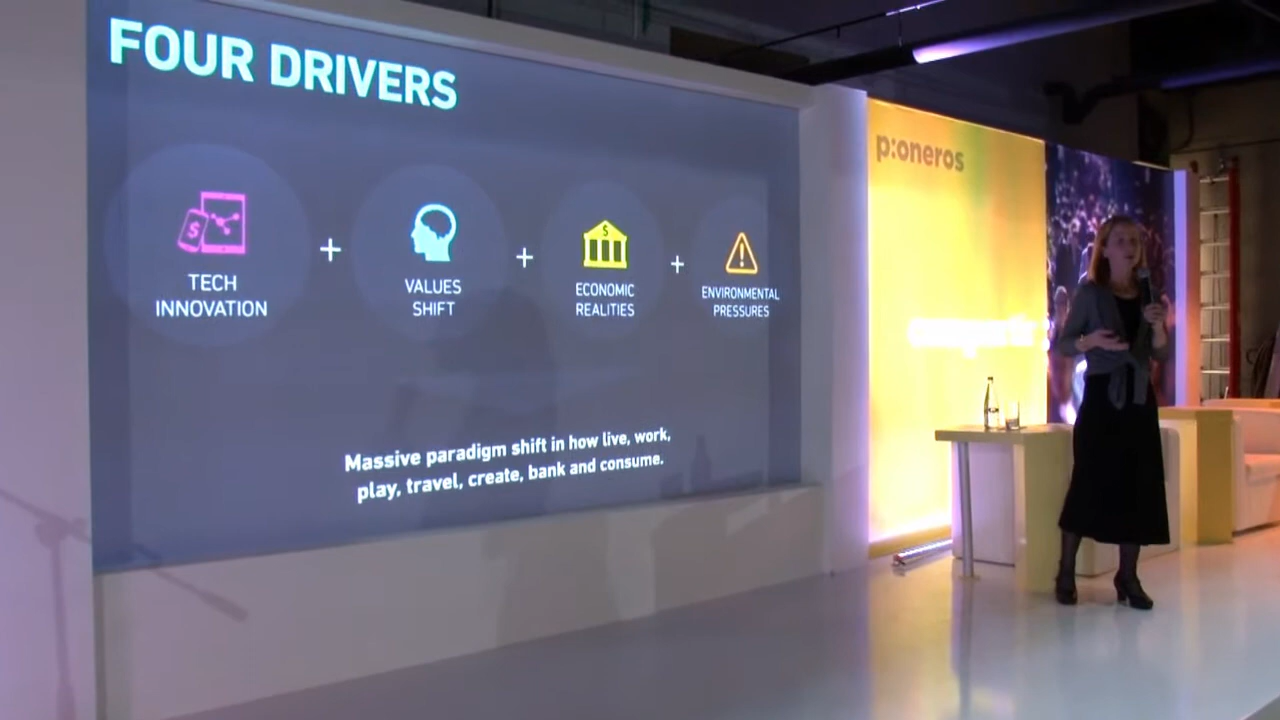 FOUR DRIVERS
TECH
INNOVATION
+
VALUES
SHIFT
+
$
ECONOMIC
REALITIES
+
ENVIRONMENTAL
PRESSURES
Massive paradigm shift in how live, work,
play, travel, create, bank and consume.
p:oneros